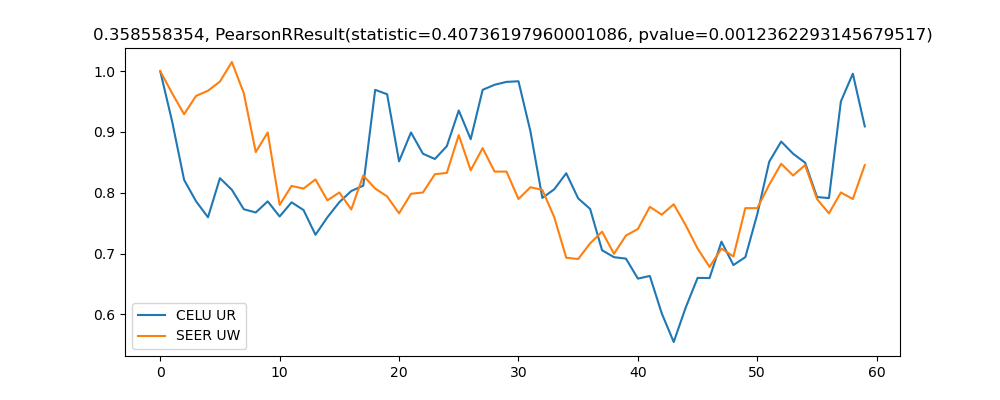 0.358558354, PearsonRResult(statistic=0.40736197960001086, pvalue=0.0012362293145679517)
1.0
0.9
0.8
0.7
0.6
CELU UR
SEER UW
0 10 20 30 40 50 60